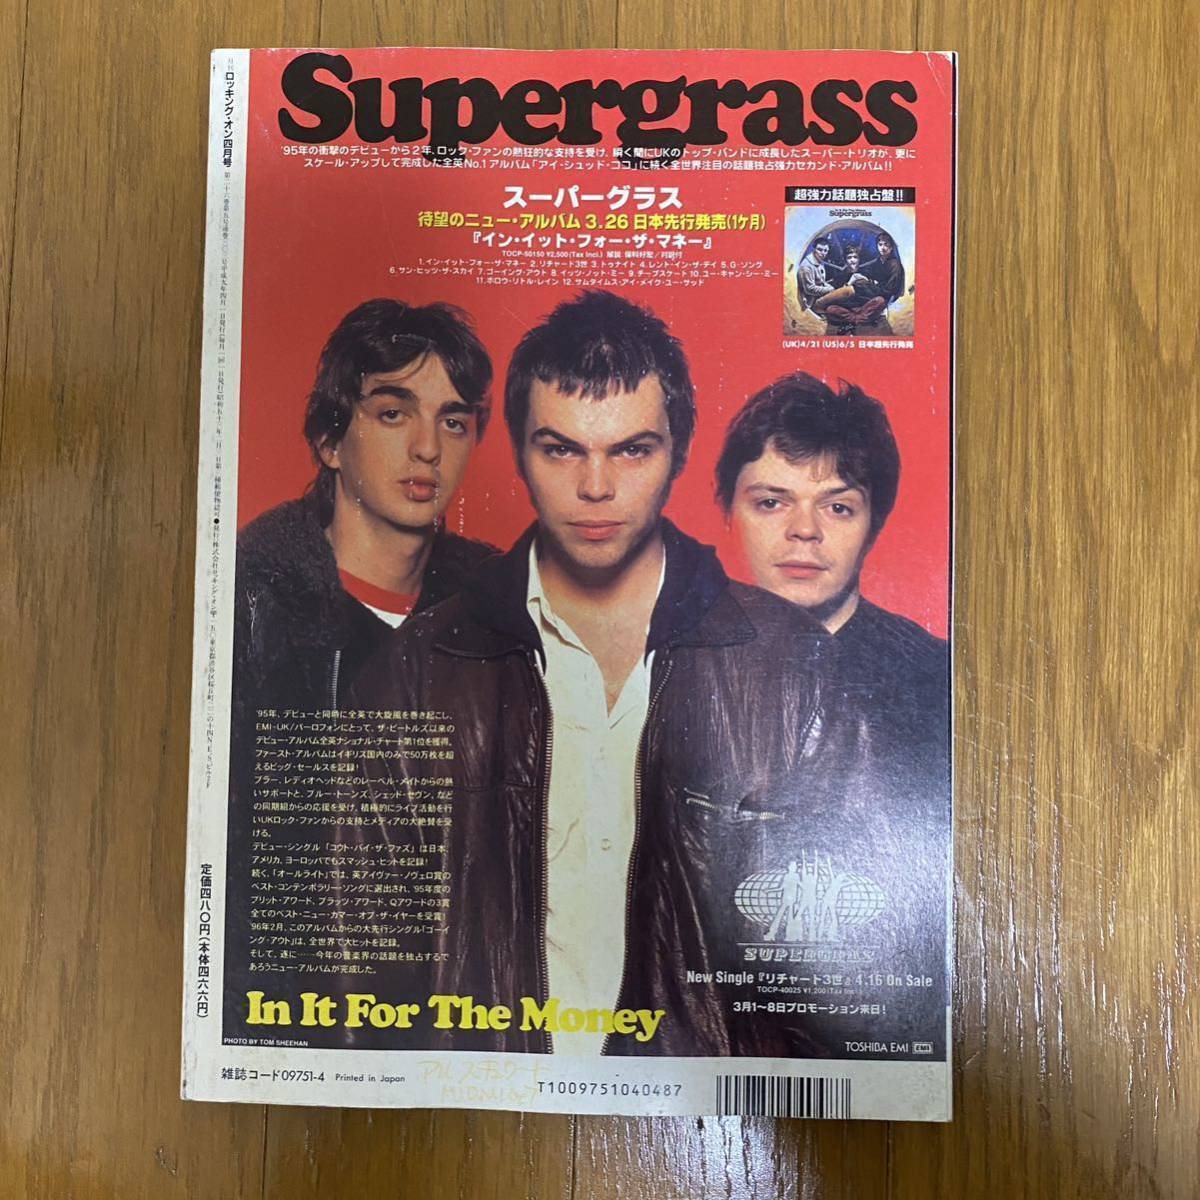 Supergrass
'95年の衝撃のデビューから2年、ロック・ファンの熱狂的な支持を受け、瞬く間にUKのトップ・バンドに成長したスーパー・トリオが、更に
スケール・アップして完成した全英No.1アルバム「アイ・シュッド・ココ」に続く全世界注目の話題独占強力セカンド・アルバム!!
スーパーグラス
待望のニュー・アルバム 3.26 日本先行発売(1ケ月)
『イン・イット・フォー・ザ・マネー』
TOCP-50150 ¥2,500(Tax Incl.) 解説:保科好宏/対訳付
1.イン・イット・フォー・ザ・マネー 2.リチャード3世 3.トゥナイト 4.レント・イン・ザ・デイ 5.G-ソング
6.サン・ヒッツ・ザ・スカイ 7.ゴーイング・アウト 8.イッツ・ノット・ミー 9.チープスケート 10.ユー・キャン・シー・ミー
11.ホロウ・リトル・レイン 12.サムタイムス・アイ・メイク・ユー・サッド
超強力話題独占盤!!
Supergrass
(UK)4/21 (US)6/5 日本超先行発売
'95年、デビューと同時に全英で大旋風を巻き起こし、
EMI-UK/パーロフォンにとって、ザ・ビートルズ以来の
デビュー・アルバム全英ナショナル・チャート第1位を獲得。
ファースト・アルバムはイギリス国内のみで50万枚を超
えるビッグ・セールスを記録!
ブラー、レディオヘッドなどのレーベル・メイトからの熱
いサポートと、ブルー・トーンズ、シェッド・セヴン、など
の同期組からの応援を受け、積極的にライブ活動を行
いUKロック・ファンからの支持とメディアの大絶賛を受
ける。
デビュー・シングル「コウト・バイ・ザ・ファズ」は日本、
アメリカ、ヨーロッパでもスマッシュ・ヒットを記録!
続く、「オールライト」では、英アイヴァー・ノヴェロ賞の
ベスト・コンテンポラリー・ソングに選出され、'95年度の
ブリット・アワード、ブラッツ・アワード、Qアワードの3賞
全てのベスト・ニュー・カマー・オブ・ザ・イヤーを受賞!
'96年2月、このアルバムからの大先行シングル「ゴーイ
ング・アウト」は、全世界で大ヒットを記録。
そして、遂に……今年の音楽界の話題を独占するで
あろうニュー・アルバムが完成した。
In It For The Money
SUPERGRASS
New Single『リチャード3世』4.16 On Sale
TOCP-40025 ¥1,200(Tax Inc.)
3月1〜8日プロモーション来日!
PHOTO BY TOM SHEEHAN
TOSHIBA EMI EMI
月刊 ロッキング・オン四月号
定価四八〇円(本体四六六円)
雑誌コード09751-4 Printed in Japan
T1009751040487